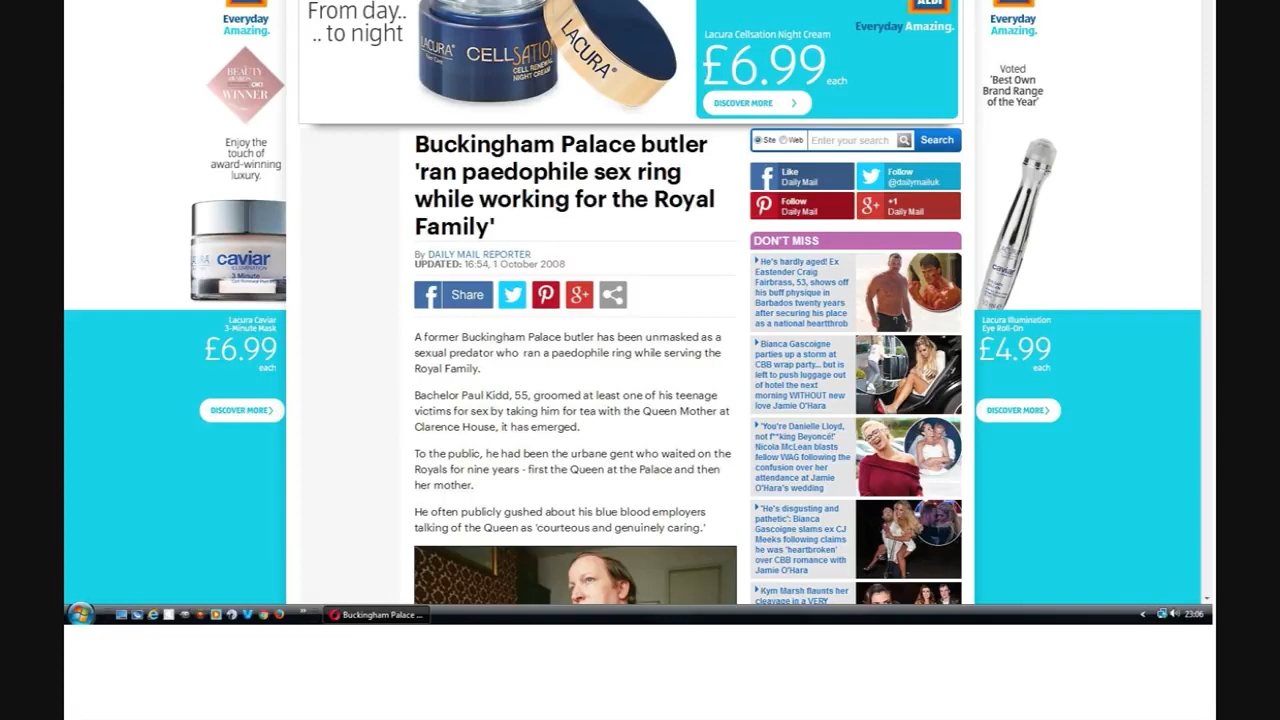 Everyday
Amazing.
BEAUTY
AWARDS
WINNER
Enjoy the
touch of
award-winning
luxury.
caviar
ILLUMINATION
3 Minute
Lacura Caviar
3-Minute Mask
£6.99
each
DISCOVER MORE
From day..
.. to night
LACURA
CELLSATION
CELL RENEWAL
NIGHT CREAM
LACURA
ALDI
Everyday Amazing.
Lacura Cellsation Night Cream
£6.99 each
DISCOVER MORE
Buckingham Palace butler
'ran paedophile sex ring
while working for the Royal
Family'
By DAILY MAIL REPORTER
UPDATED: 16:54, 1 October 2008
Share
A former Buckingham Palace butler has been unmasked as a
sexual predator who ran a paedophile ring while serving the
Royal Family.
Bachelor Paul Kidd, 55, groomed at least one of his teenage
victims for sex by taking him for tea with the Queen Mother at
Clarence House, it has emerged.
To the public, he had been the urbane gent who waited on the
Royals for nine years - first the Queen at the Palace and then
her mother.
He often publicly gushed about his blue blood employers
talking of the Queen as 'courteous and genuinely caring.'
Site Web Enter your search Search
Like
Daily Mail
Follow
@dailymailuk
Follow
Daily Mail
+1
Daily Mail
DON'T MISS
He's hardly aged! Ex
Eastender Craig
Fairbrass, 53, shows off
his buff physique in
Barbados twenty years
after securing his place
as a national heartthrob
Bianca Gascoigne
parties up a storm at
CBB wrap party... but is
left to push luggage out
of hotel the next
morning WITHOUT new
love Jamie O'Hara
'You're Danielle Lloyd,
not f**king Beyoncé!'
Nicola McLean blasts
fellow WAG following the
confusion over her
attendance at Jamie
O'Hara's wedding
'He's disgusting and
pathetic': Bianca
Gascoigne slams ex CJ
Meeks following claims
he was 'heartbroken'
over CBB romance with
Jamie O'Hara
Kym Marsh flaunts her
cleavage in a VERY
Everyday
Amazing.
Voted
'Best Own
Brand Range
of the Year'
Lacura Illumination
Eye Roll-On
£4.99
each
DISCOVER MORE
Buckingham Palace ...
23:06